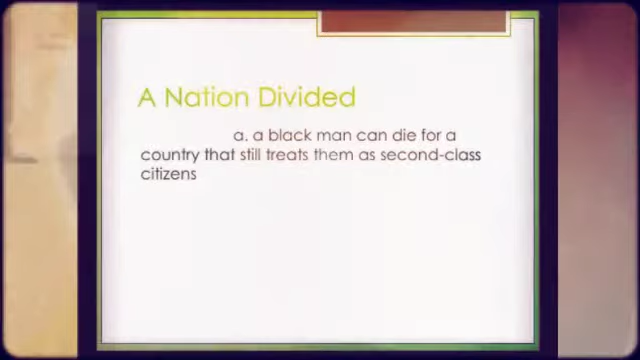 A Nation Divided
a. a black man can die for a
country that still treats them as second-class
citizens